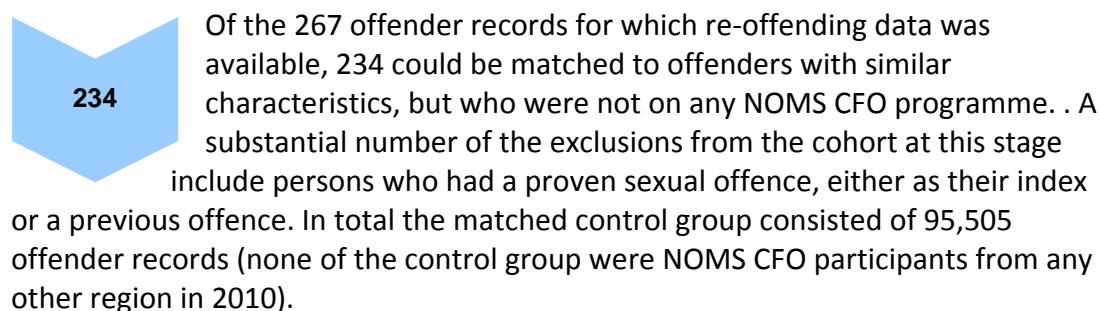 Of the 267 offender records for which re-offending data was
available, 234 could be matched to offenders with similar
234
characteristics, but who were not on any NOMS CFO programme. . A
substantial number of the exclusions from the cohort at this stage
include persons who had a proven sexual offence, either as their index
or a previous offence. In total the matched control group consisted of 95,505
offender records (none of the control group were NOMS CFO participants from any
other region in 2010).